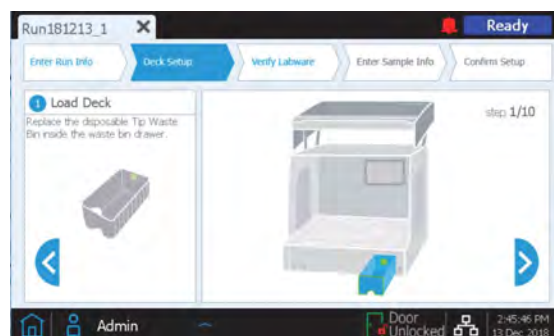 Run181213_1
Ready
Enter Run Info
Deck Setup
Verify Labware
Enter Sample Info
Confirm Setup
1 Load Deck
Replace the disposable Tip Waste
Bin inside the waste bin drawer.
step 1/10
Admin
Door
Unlocked
2:45:46 PM
13 Dec 2018